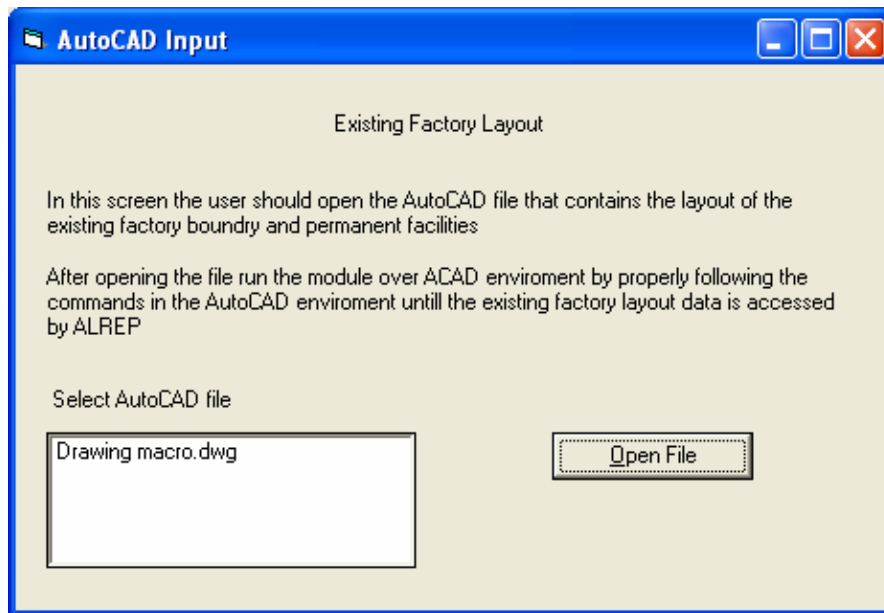 AutoCAD Input
Existing Factory Layout
In this screen the user should open the AutoCAD file that contains the layout of the
existing factory boundry and permanent facilities
After opening the file run the module over ACAD enviroment by properly following the
commands in the AutoCAD enviroment untill the existing factory layout data is accessed
by ALREP
Select AutoCAD file
Drawing macro.dwg
Open File